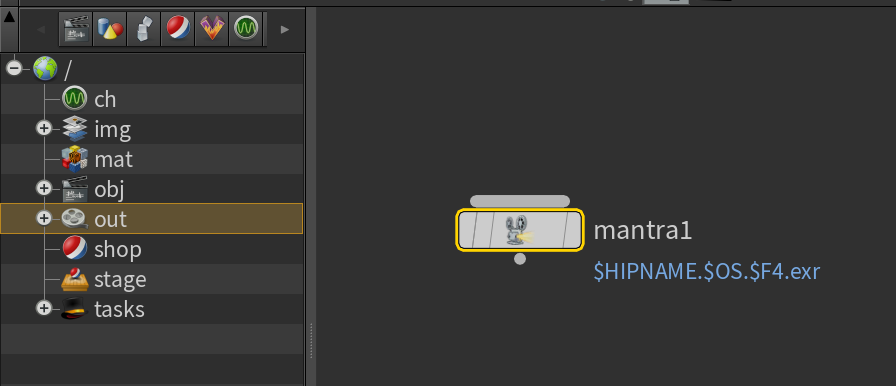 /
ch
img
mat
obj
out
shop
stage
tasks
mantra1
$HIPNAME.$OS.$F4.exr